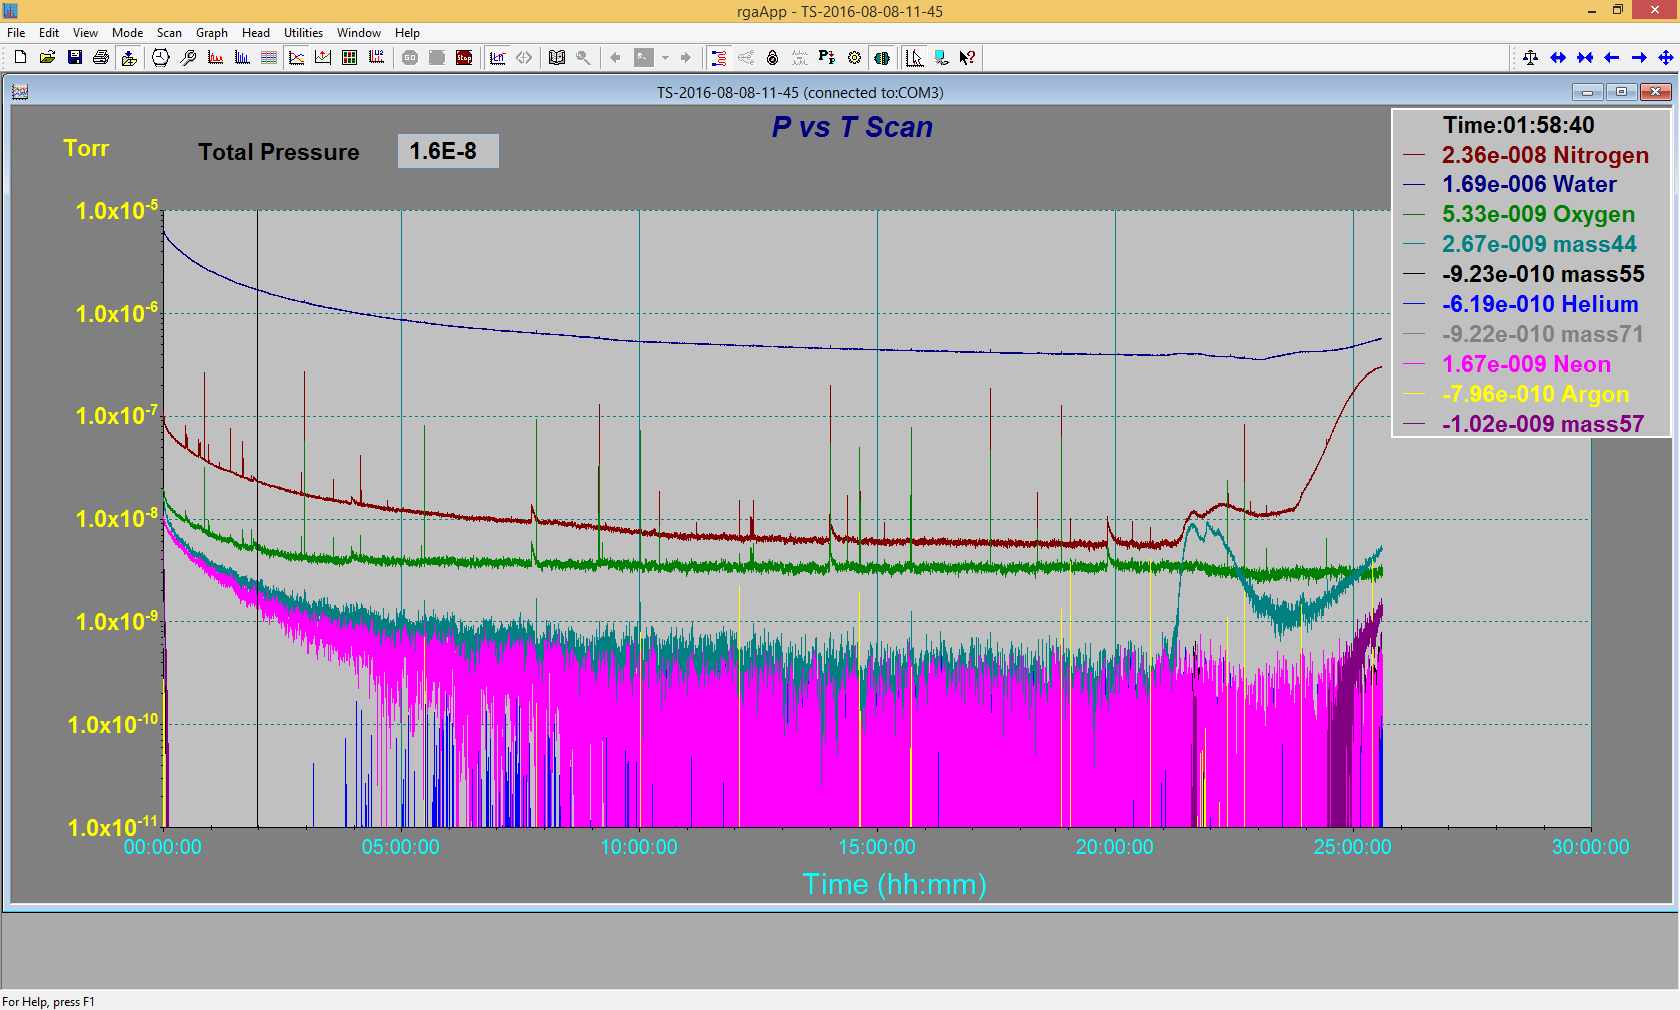 rgaApp - TS-2016-08-08-11-45
File Edit View Mode Scan Graph Head Utilities Window Help
TS-2016-08-08-11-45 (connected to:COM3)
P vs T Scan
Torr
Total Pressure 1.6E-8
Time:01:58:40
2.36e-008 Nitrogen
1.69e-006 Water
5.33e-009 Oxygen
2.67e-009 mass44
-9.23e-010 mass55
-6.19e-010 Helium
-9.22e-010 mass71
1.67e-009 Neon
-7.96e-010 Argon
-1.02e-009 mass57
1.0x10-5
1.0x10-6
1.0x10-7
1.0x10-8
1.0x10-9
1.0x10-10
1.0x10-11
00:00:00 05:00:00 10:00:00 15:00:00 20:00:00 25:00:00 30:00:00
Time (hh:mm)
For Help, press F1